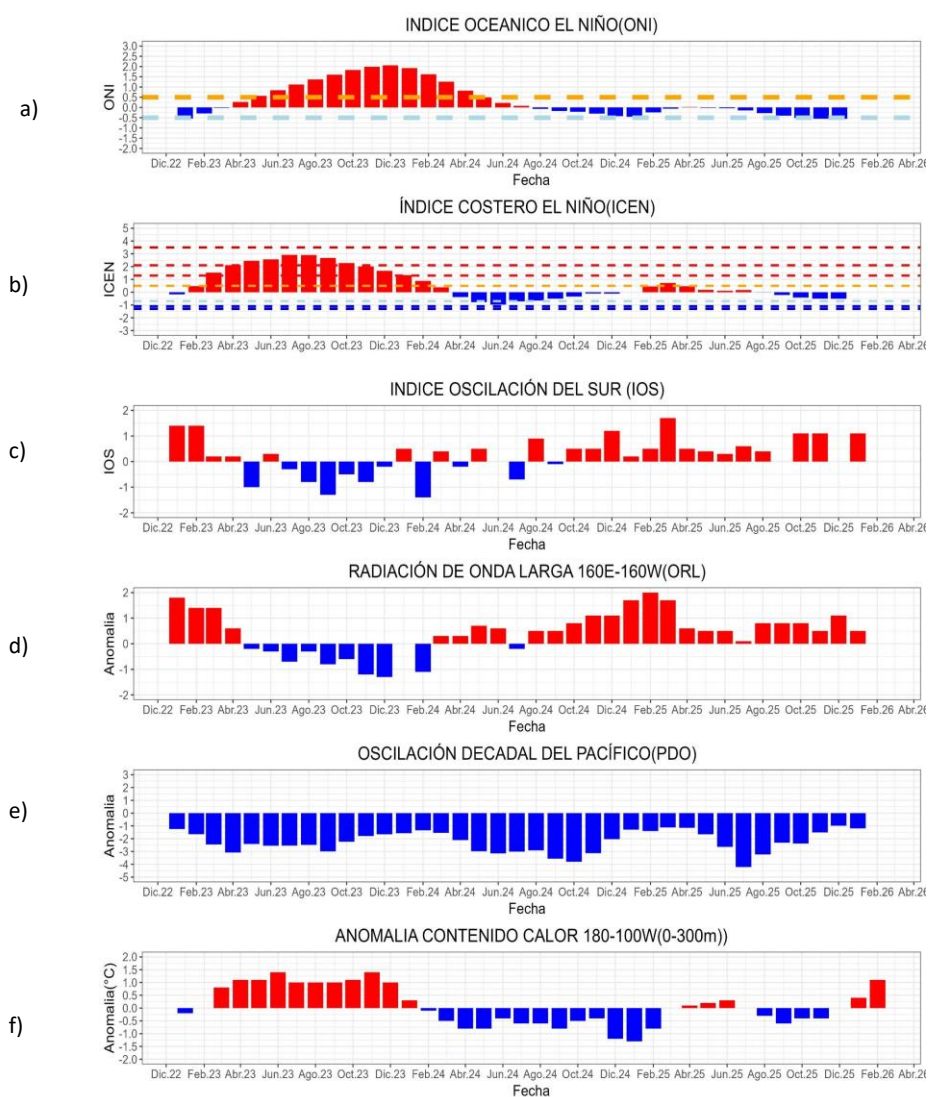 INDICE OCEANICO EL NIÑO(ONI)
a)
ONI
3.0
2.5
2.0
1.5
1.0
0.5
0.0
-0.5
-1.0
-1.5
-2.0
Dic.22 Feb.23 Abr.23 Jun.23 Ago.23 Oct.23 Dic.23 Feb.24 Abr.24 Jun.24 Ago.24 Oct.24 Dic.24 Feb.25 Abr.25 Jun.25 Ago.25 Oct.25 Dic.25 Feb.26 Abr.26
Fecha
ÍNDICE COSTERO EL NIÑO(ICEN)
b)
ICEN
5
4
3
2
1
0
-1
-2
-3
Dic.22 Feb.23 Abr.23 Jun.23 Ago.23 Oct.23 Dic.23 Feb.24 Abr.24 Jun.24 Ago.24 Oct.24 Dic.24 Feb.25 Abr.25 Jun.25 Ago.25 Oct.25 Dic.25 Feb.26 Abr.26
Fecha
INDICE OSCILACIÓN DEL SUR (IOS)
c)
IOS
2
1
0
-1
-2
Dic.22 Feb.23 Abr.23 Jun.23 Ago.23 Oct.23 Dic.23 Feb.24 Abr.24 Jun.24 Ago.24 Oct.24 Dic.24 Feb.25 Abr.25 Jun.25 Ago.25 Oct.25 Dic.25 Feb.26 Abr.26
Fecha
RADIACIÓN DE ONDA LARGA 160E-160W(ORL)
d)
Anomalia
2
1
0
-1
-2
Dic.22 Feb.23 Abr.23 Jun.23 Ago.23 Oct.23 Dic.23 Feb.24 Abr.24 Jun.24 Ago.24 Oct.24 Dic.24 Feb.25 Abr.25 Jun.25 Ago.25 Oct.25 Dic.25 Feb.26 Abr.26
Fecha
OSCILACIÓN DECADAL DEL PACÍFICO(PDO)
e)
Anomalia
3
2
1
0
-1
-2
-3
-4
-5
Dic.22 Feb.23 Abr.23 Jun.23 Ago.23 Oct.23 Dic.23 Feb.24 Abr.24 Jun.24 Ago.24 Oct.24 Dic.24 Feb.25 Abr.25 Jun.25 Ago.25 Oct.25 Dic.25 Feb.26 Abr.26
Fecha
ANOMALIA CONTENIDO CALOR 180-100W(0-300m))
f)
Anomalia(°C)
2.0
1.5
1.0
0.5
0.0
-0.5
-1.0
-1.5
-2.0
Dic.22 Feb.23 Abr.23 Jun.23 Ago.23 Oct.23 Dic.23 Feb.24 Abr.24 Jun.24 Ago.24 Oct.24 Dic.24 Feb.25 Abr.25 Jun.25 Ago.25 Oct.25 Dic.25 Feb.26 Abr.26
Fecha